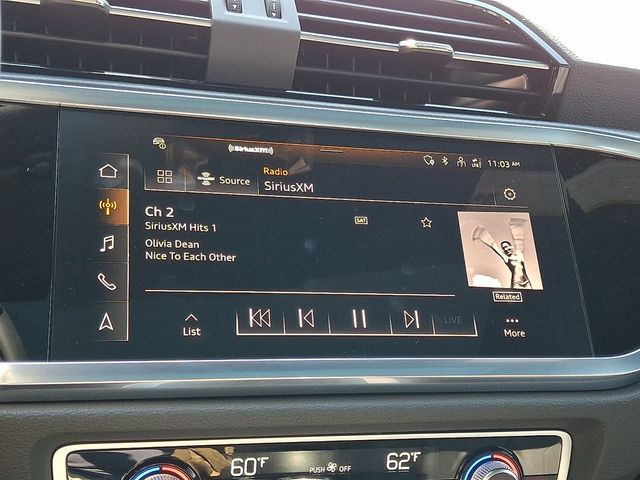 ((SiriusXM))
LTE
11:03 AM
Source
Radio
SiriusXM
Ch 2
SAT
SiriusXM Hits 1
Olivia Dean
Nice To Each Other
Related
List
LIVE
More
60°F
PUSH OFF
62°F